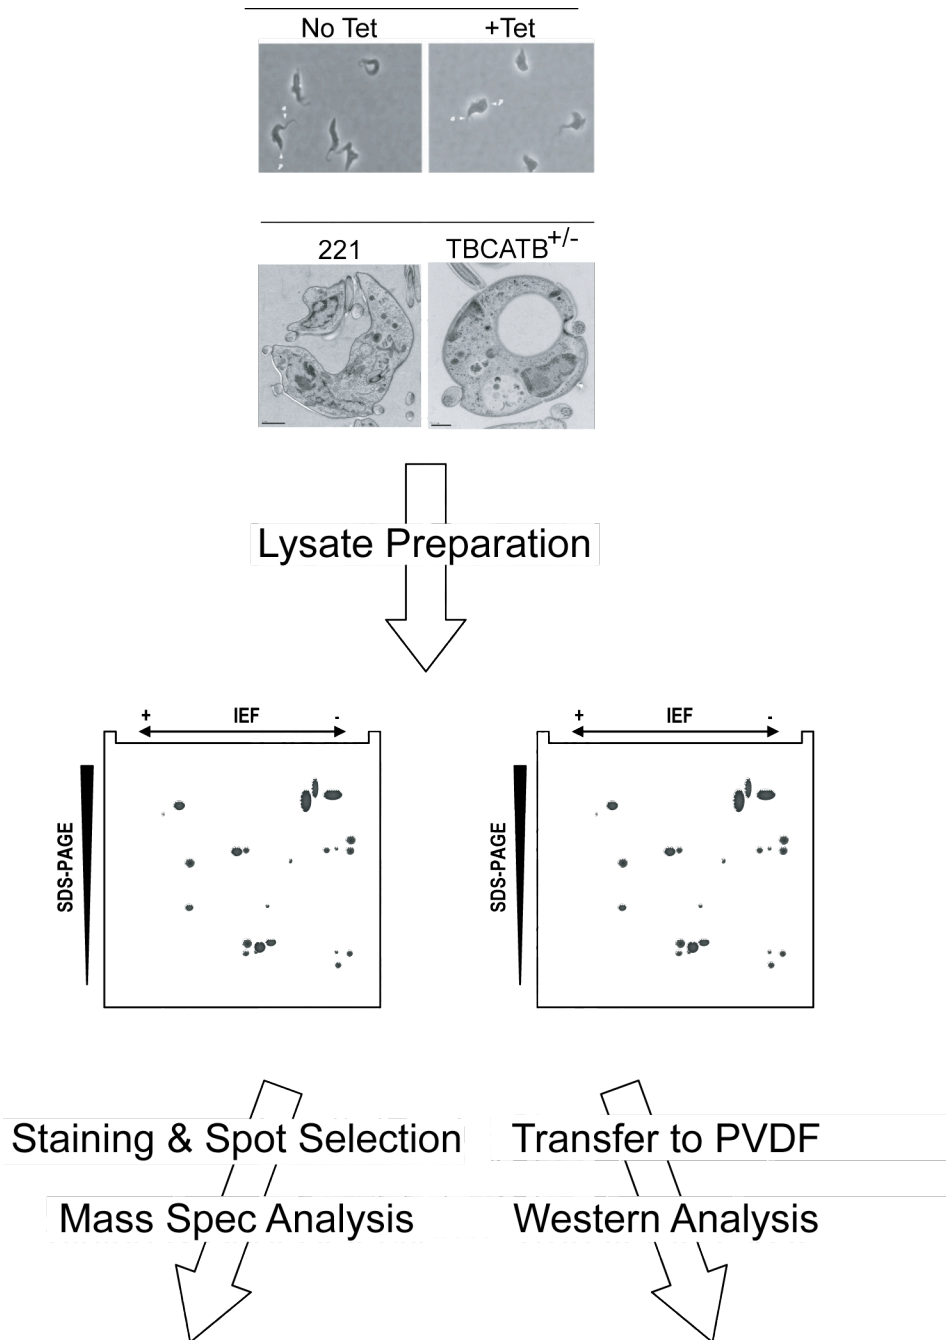 No Tet +Tet
221 TBCATB+/-
Lysate Preparation
+ IEF - + IEF -
SDS-PAGE SDS-PAGE
Staining & Spot Selection Transfer to PVDF
Mass Spec Analysis Western Analysis